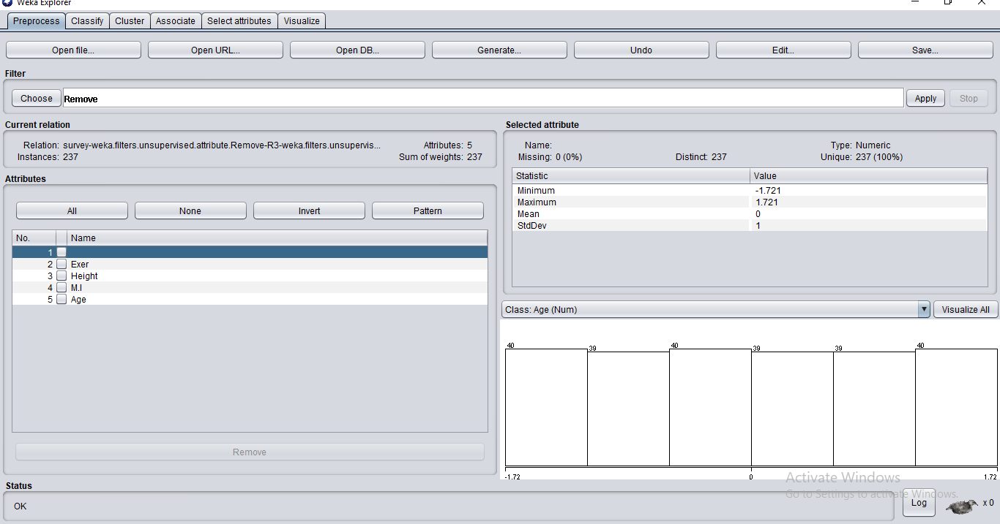 Weka Explorer
Preprocess Classify Cluster Associate Select attributes Visualize
Open file... Open URL... Open DB... Generate... Undo Edit... Save...
Filter
Choose Remove Apply Stop
Current relation
Relation: survey-weka.filters.unsupervised.attribute.Remove-R3-weka.filters.unsupervis... Attributes: 5
Instances: 237 Sum of weights: 237
Attributes
All None Invert Pattern
No. Name
1
2 Exer
3 Height
4 M.I
5 Age
Remove
Selected attribute
Name: Type: Numeric
Missing: 0 (0%) Distinct: 237 Unique: 237 (100%)
Statistic Value
Minimum -1.721
Maximum 1.721
Mean 0
StdDev 1
Class: Age (Num) Visualize All
40 39 40 39 39 40
-1.72 0 1.72
Activate Windows
Go to Settings to activate Windows.
Status
OK
Log x 0